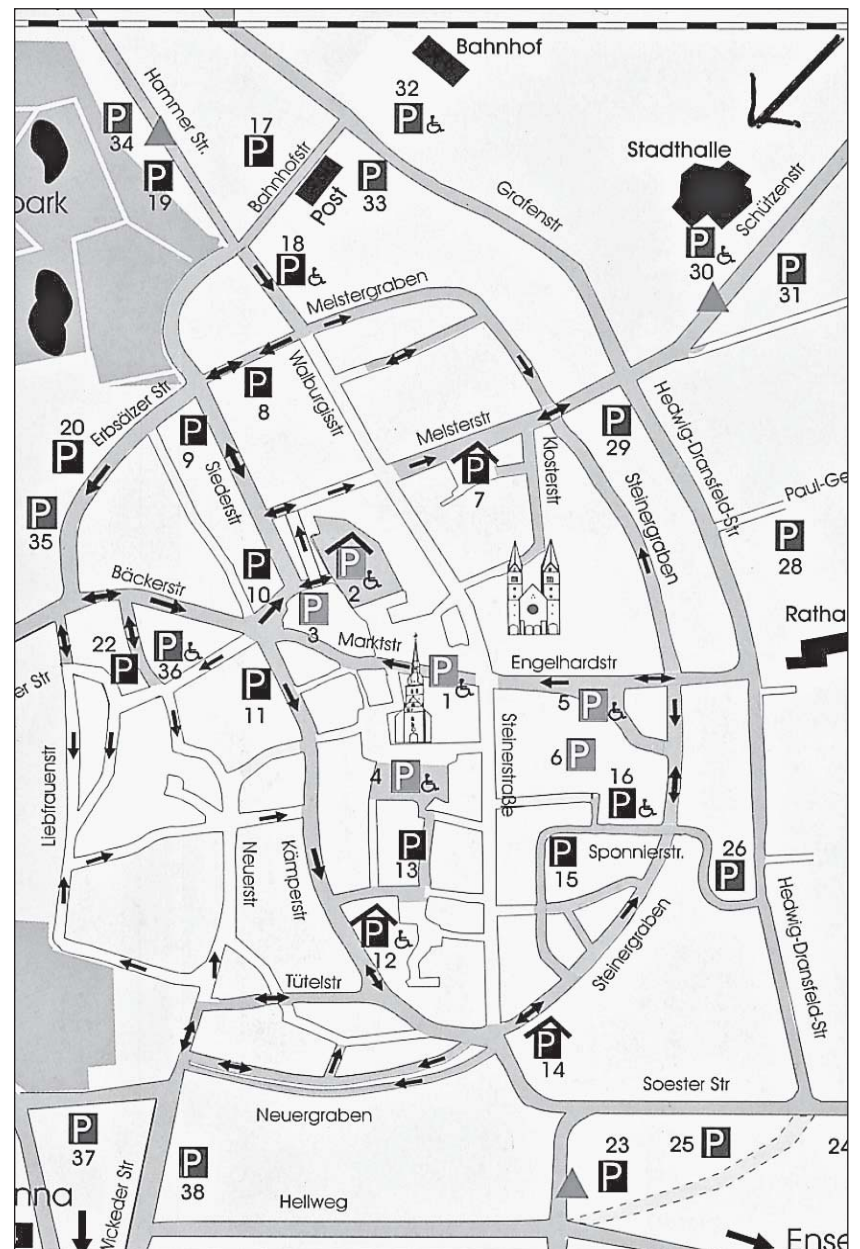 Bahnhof
Hammer Str.
32
P
34
P
17
P
P
19
Bahnhofstr
Post
P
33
Stadthalle
park
Grafenstr
Schützenstr
P
30
P
31
18
P
Meistergraben
Walburgisstr
P
8
Erbsälzer Str
20
P
P
9
Siederstr
Meisterstr
P
7
Klosterstr
P
29
Hedwig-Dransfeld-Str
P
35
Steinergraben
Paul-Ge
P
28
Bäckerstr
P
10
P
2
P
3
Ratha
22
P
P
36
Marktstr
Engelhardstr
P
1
er Str
P
11
5 P
Steinerstraße
6 P
4 P
16
P
Liebfrauenstr
Neuerstr
Kämperstr
P
13
P
15
Sponnierstr.
26
P
Hedwig-Dransfeld-Str
P
12
Steinergraben
Tütelstr
P
14
Soester Str
Neuergraben
P
37
P
38
23
P
25 P
24
nna
Wickeder Str
Hellweg
Ense